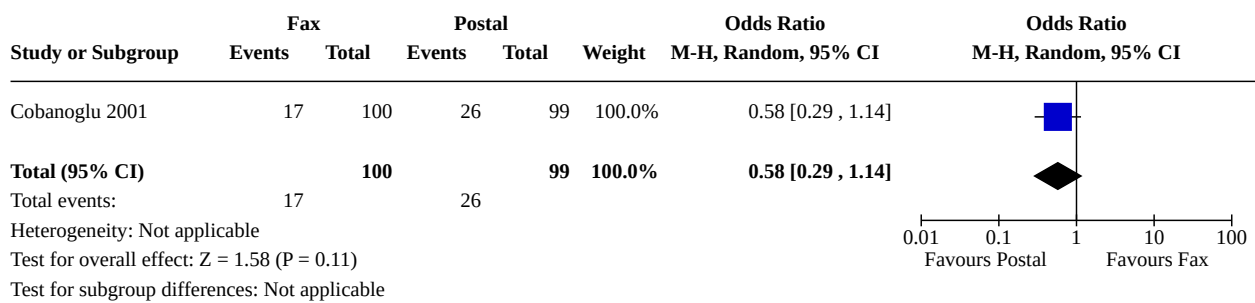 Fax Postal Odds Ratio Odds Ratio
Study or Subgroup Events Total Events Total Weight M-H, Random, 95% CI M-H, Random, 95% CI
Cobanoglu 2001 17 100 26 99 100.0% 0.58 [0.29 , 1.14]
Total (95% CI) 100 99 100.0% 0.58 [0.29 , 1.14]
Total events: 17 26
Heterogeneity: Not applicable
0.01 0.1 1 10 100
Test for overall effect: Z = 1.58 (P = 0.11) Favours Postal Favours Fax
Test for subgroup differences: Not applicable